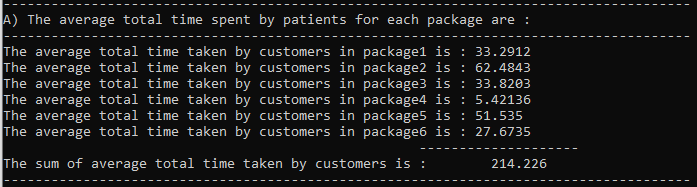 --------------------------------------------------------------------------------
A) The average total time spent by patients for each package are :
--------------------------------------------------------------------------------
The average total time taken by customers in package1 is : 33.2912
The average total time taken by customers in package2 is : 62.4843
The average total time taken by customers in package3 is : 33.8203
The average total time taken by customers in package4 is : 5.42136
The average total time taken by customers in package5 is : 51.535
The average total time taken by customers in package6 is : 27.6735
--------------------
The sum of average total time taken by customers is : 214.226
--------------------------------------------------------------------------------